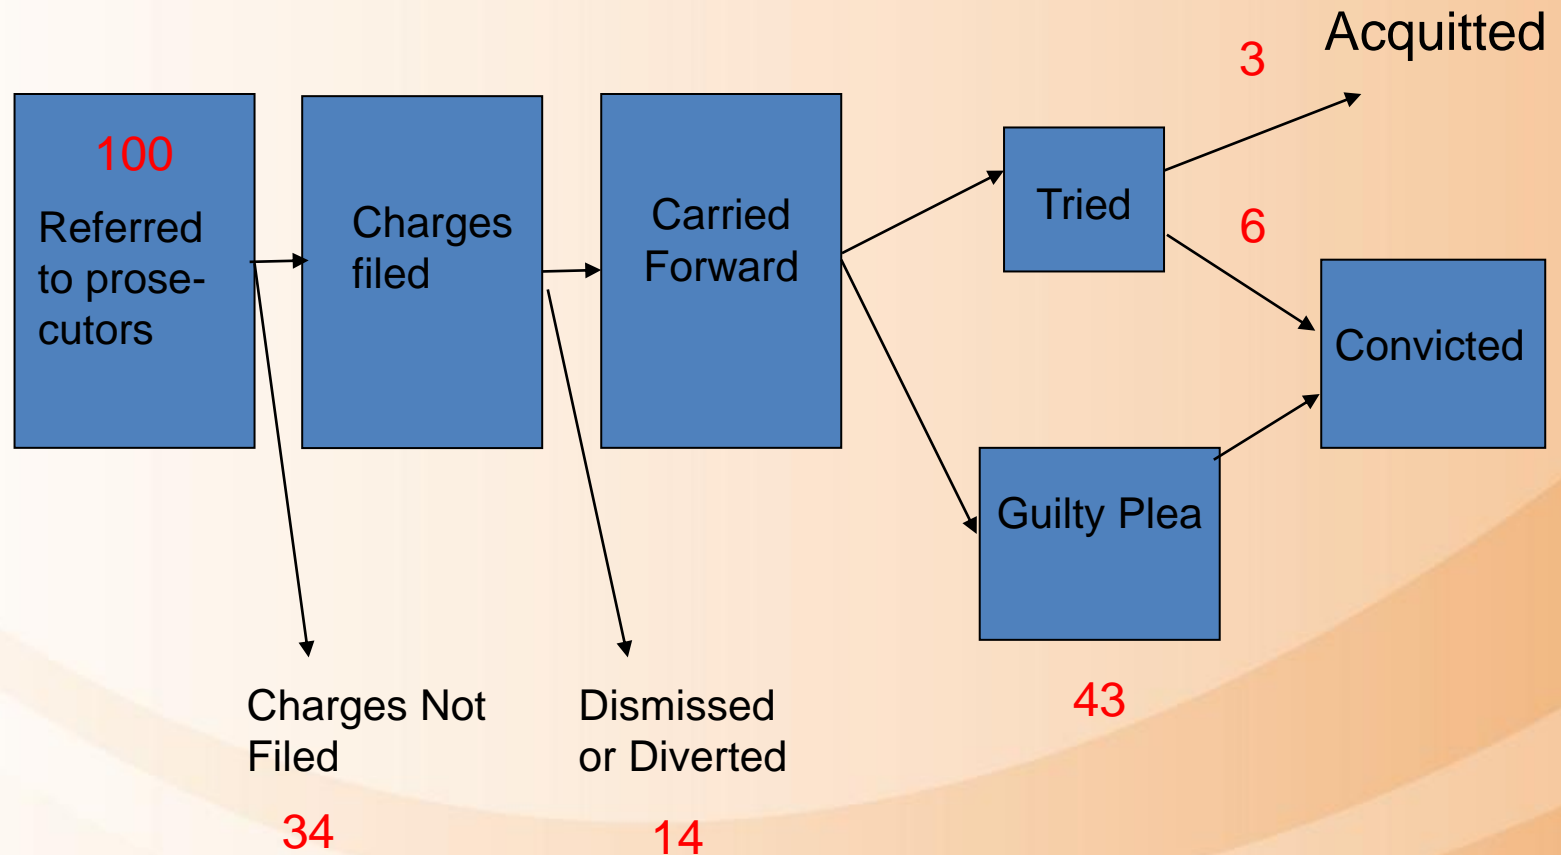 3
Acquitted
100
Referred
to prose-
cutors
Charges
filed
Carried
Forward
Tried
6
Convicted
Guilty Plea
43
Charges Not
Filed
34
Dismissed
or Diverted
14